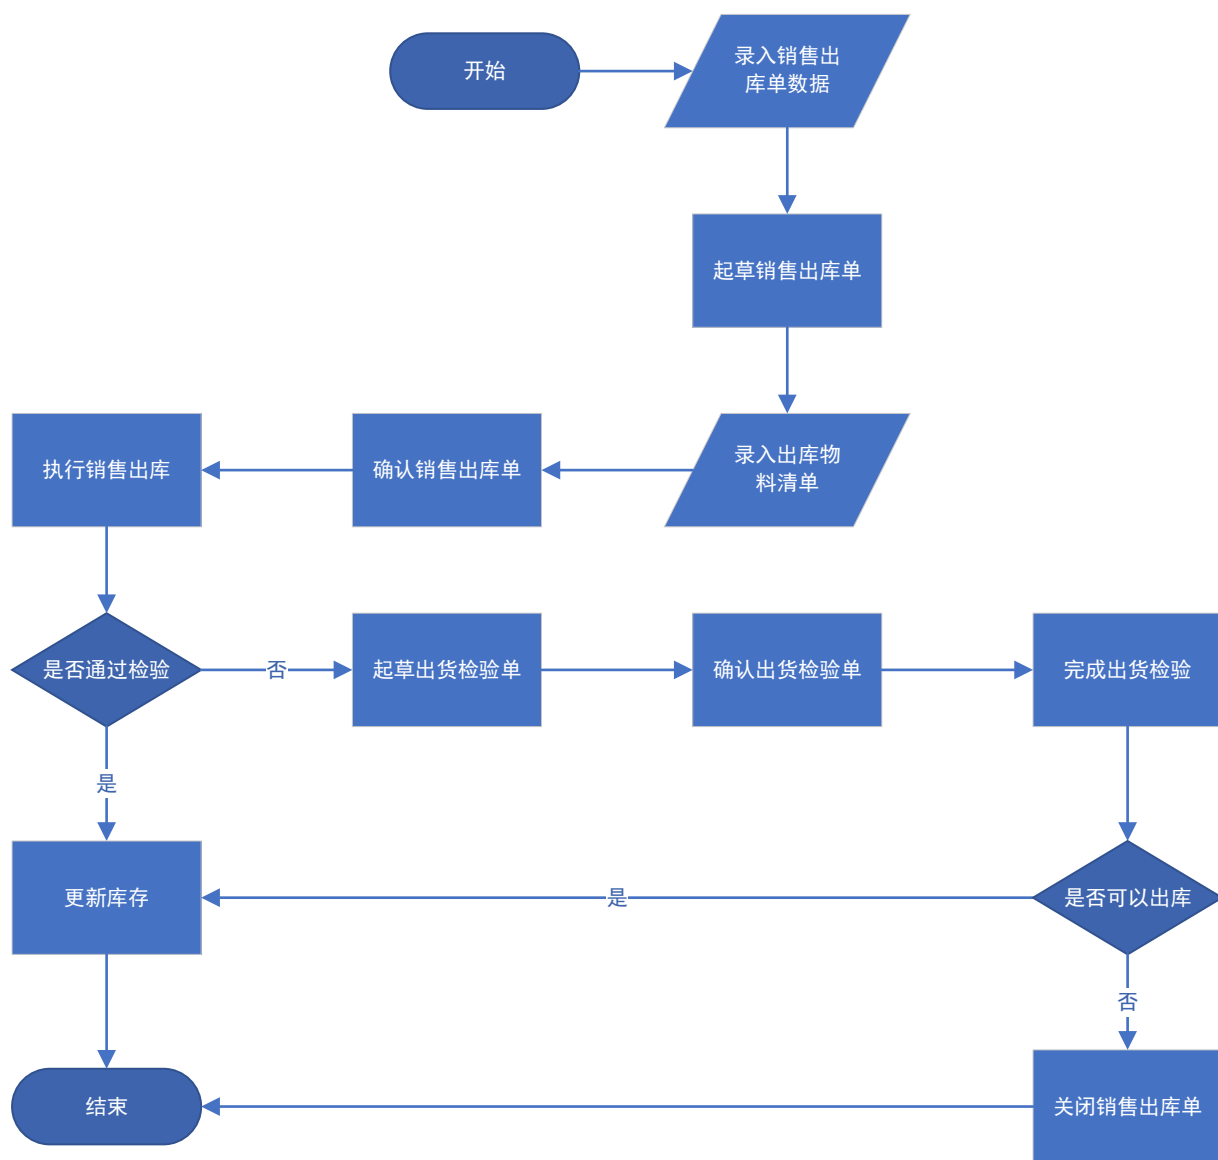 开始
录入销售出
库单数据
起草销售出库单
执行销售出库
确认销售出库单
录入出库物
料清单
是否通过检验
否
起草出货检验单
确认出货检验单
完成出货检验
是
更新库存
是
是否可以出库
否
结束
关闭销售出库单